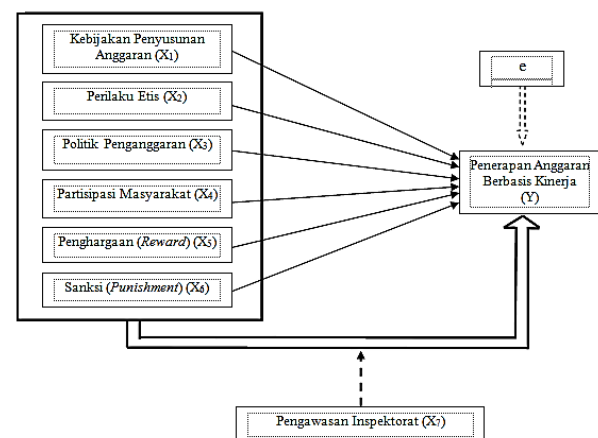 Kebijakan Penyusunan
Anggaran (X1)
Perilaku Etis (X2)
Politik Penganggaran (X3)
Partisipasi Masyarakat (X4)
Penghargaan (Reward) (X5)
Sanksi (Punishment) (X6)
e
Penerapan Anggaran
Berbasis Kinerja
(Y)
Pengawasan Inspektorat (X7)